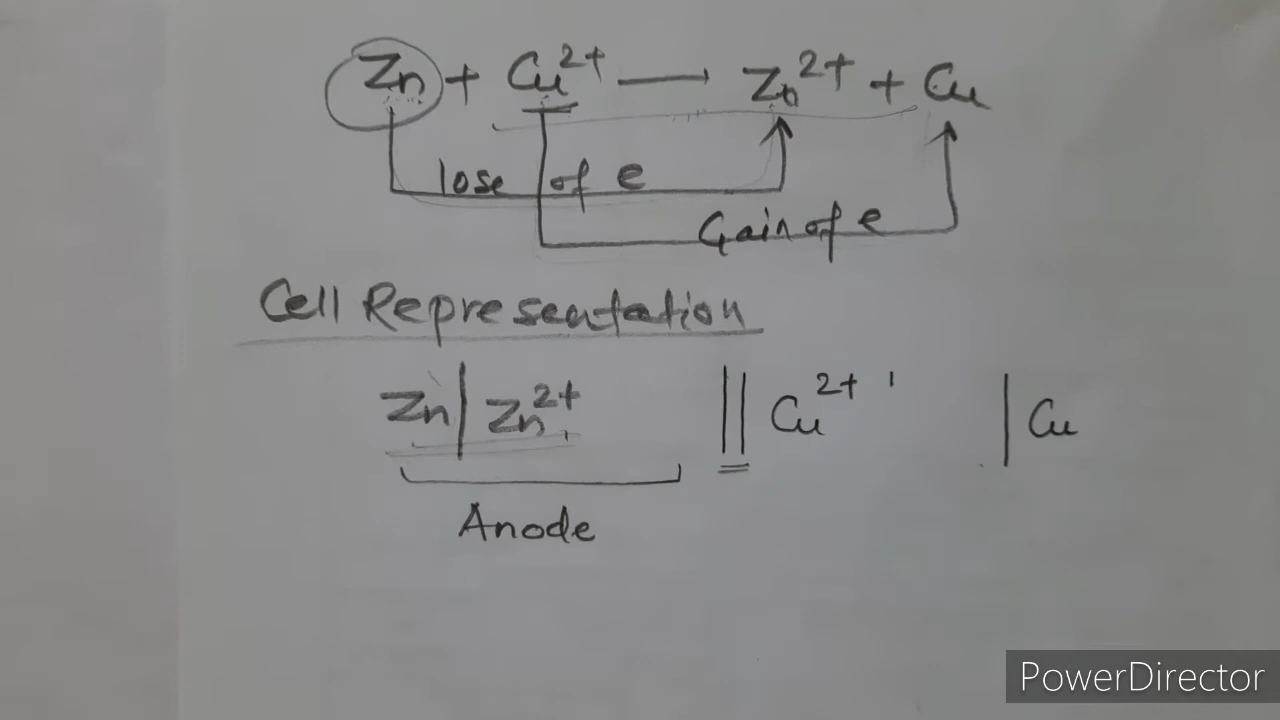 Zn + Cu²⁺ → Zn²⁺ + Cu
lose of e
Gain of e
Cell Representation
Zn | Zn²⁺ || Cu²⁺ | Cu
Anode
PowerDirector